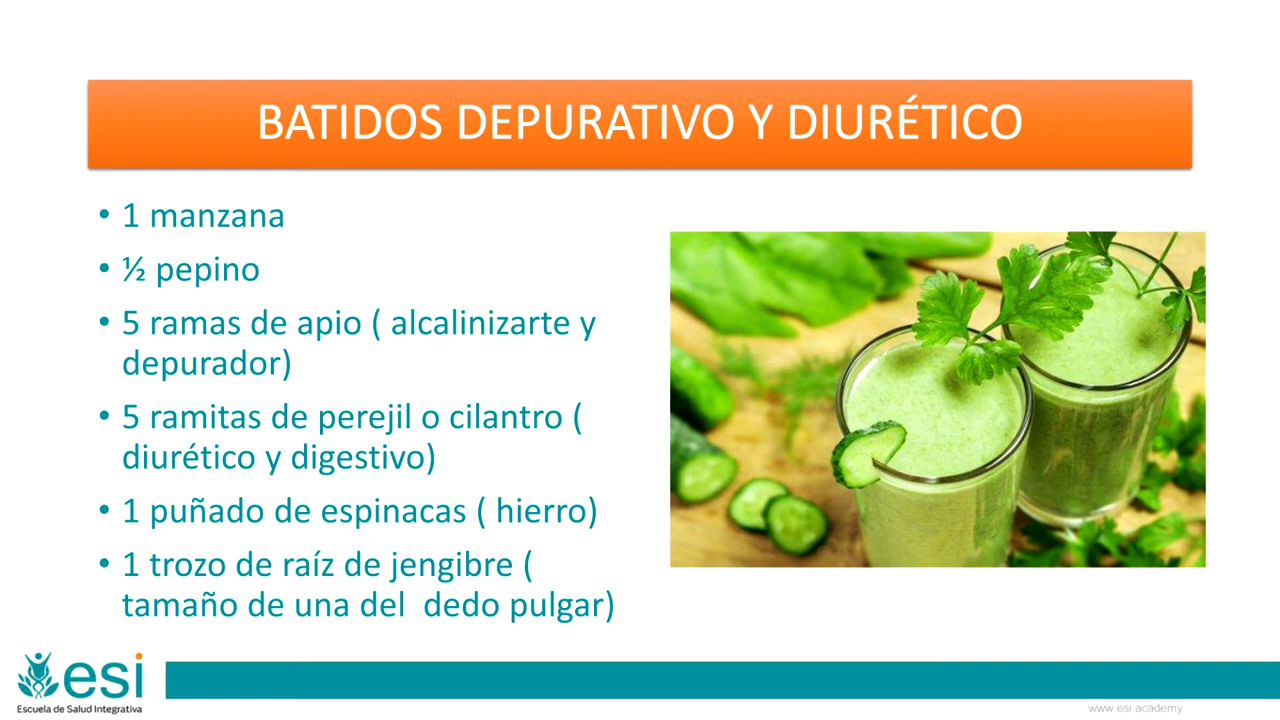 BATIDOS DEPURATIVO Y DIURÉTICO
• 1 manzana
• ½ pepino
• 5 ramas de apio ( alcalinizarte y
depurador)
• 5 ramitas de perejil o cilantro (
diurético y digestivo)
• 1 puñado de espinacas ( hierro)
• 1 trozo de raíz de jengibre (
tamaño de una del  dedo pulgar)
esi
Escuela de Salud Integrativa
www.esi.academy